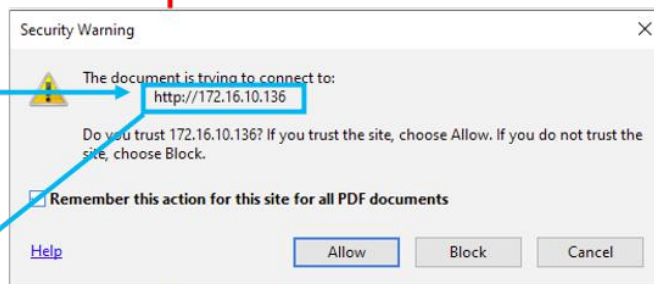 Security Warning
The document is trying to connect to:
http://172.16.10.136
Do you trust 172.16.10.136? If you trust the site, choose Allow. If you do not trust the
site, choose Block.
Remember this action for this site for all PDF documents
Help
Allow
Block
Cancel